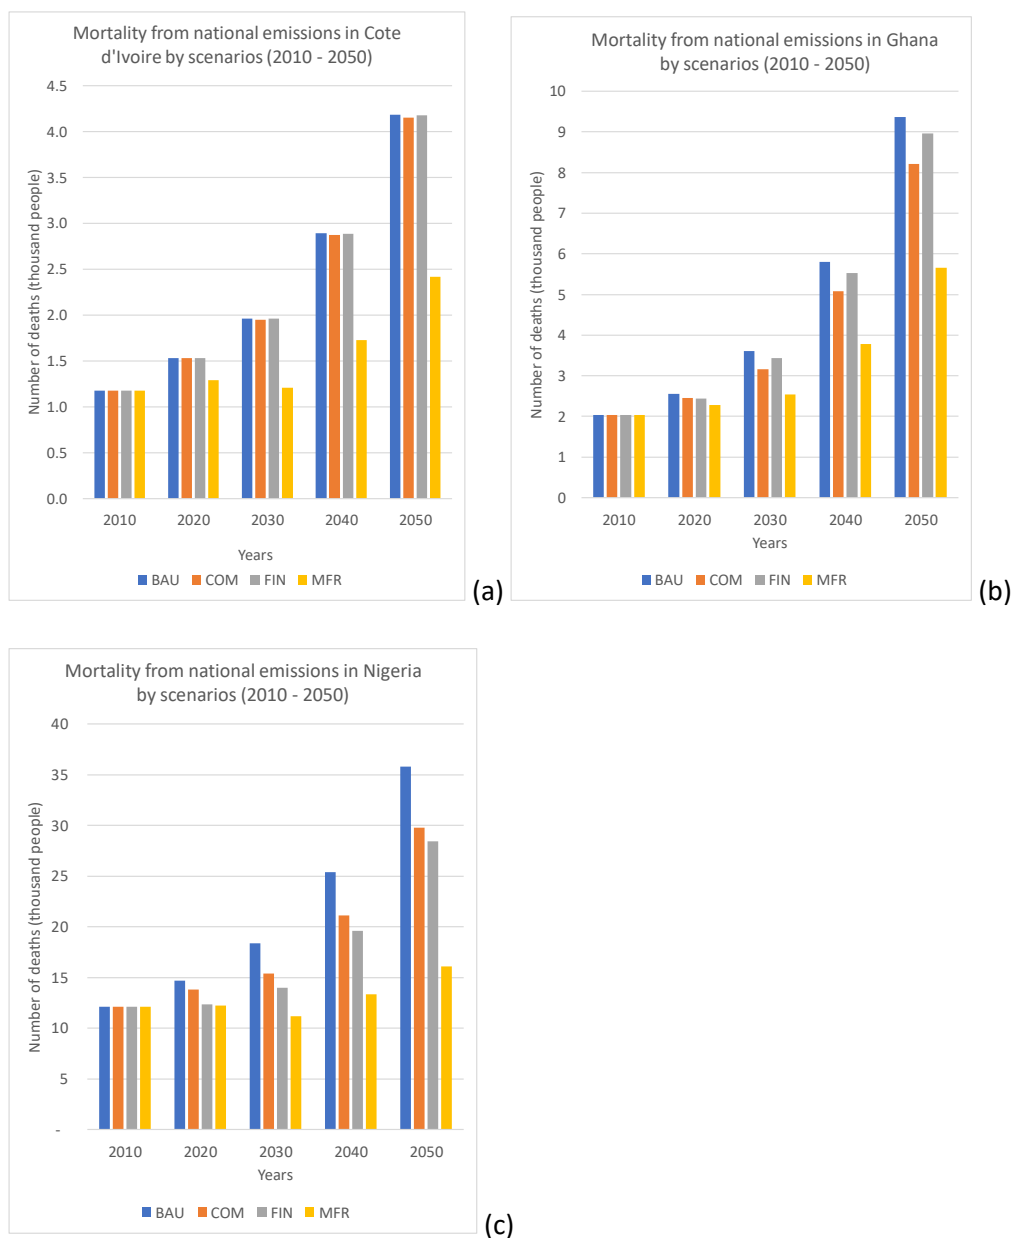 Mortality from national emissions in Cote
d'Ivoire by scenarios (2010 - 2050)
Number of deaths (thousand people)
4.5
4.0
3.5
3.0
2.5
2.0
1.5
1.0
0.5
0.0
2010 2020 2030 2040 2050
Years
BAU COM FIN MFR
(a)
Mortality from national emissions in Ghana
by scenarios (2010 - 2050)
Number of deaths (thousand people)
10
9
8
7
6
5
4
3
2
1
0
2010 2020 2030 2040 2050
Years
BAU COM FIN MFR
(b)
Mortality from national emissions in Nigeria
by scenarios (2010 - 2050)
Number of deaths (thousand people)
40
35
30
25
20
15
10
5
-
2010 2020 2030 2040 2050
Years
BAU COM FIN MFR
(c)